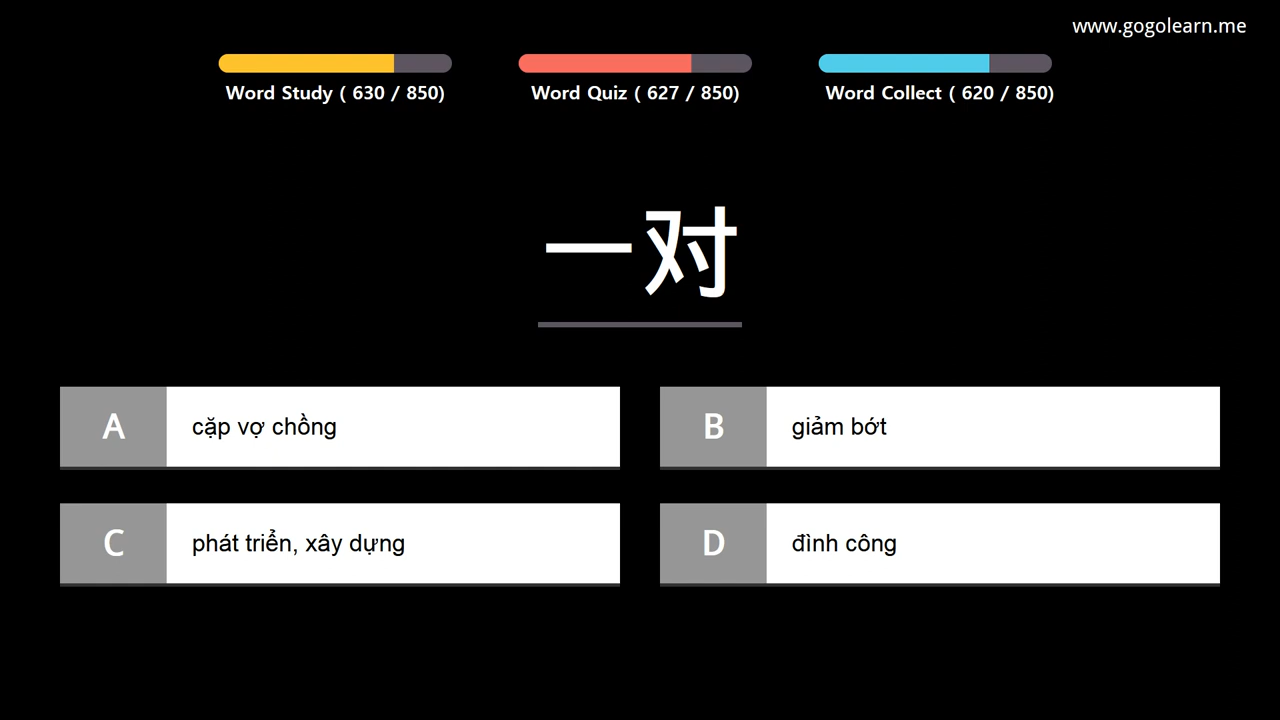 www.gogolearn.me
Word Study ( 630 / 850)
Word Quiz ( 627 / 850)
Word Collect ( 620 / 850)
一对
A cặp vợ chồng
B giảm bớt
C phát triển, xây dựng
D đình công